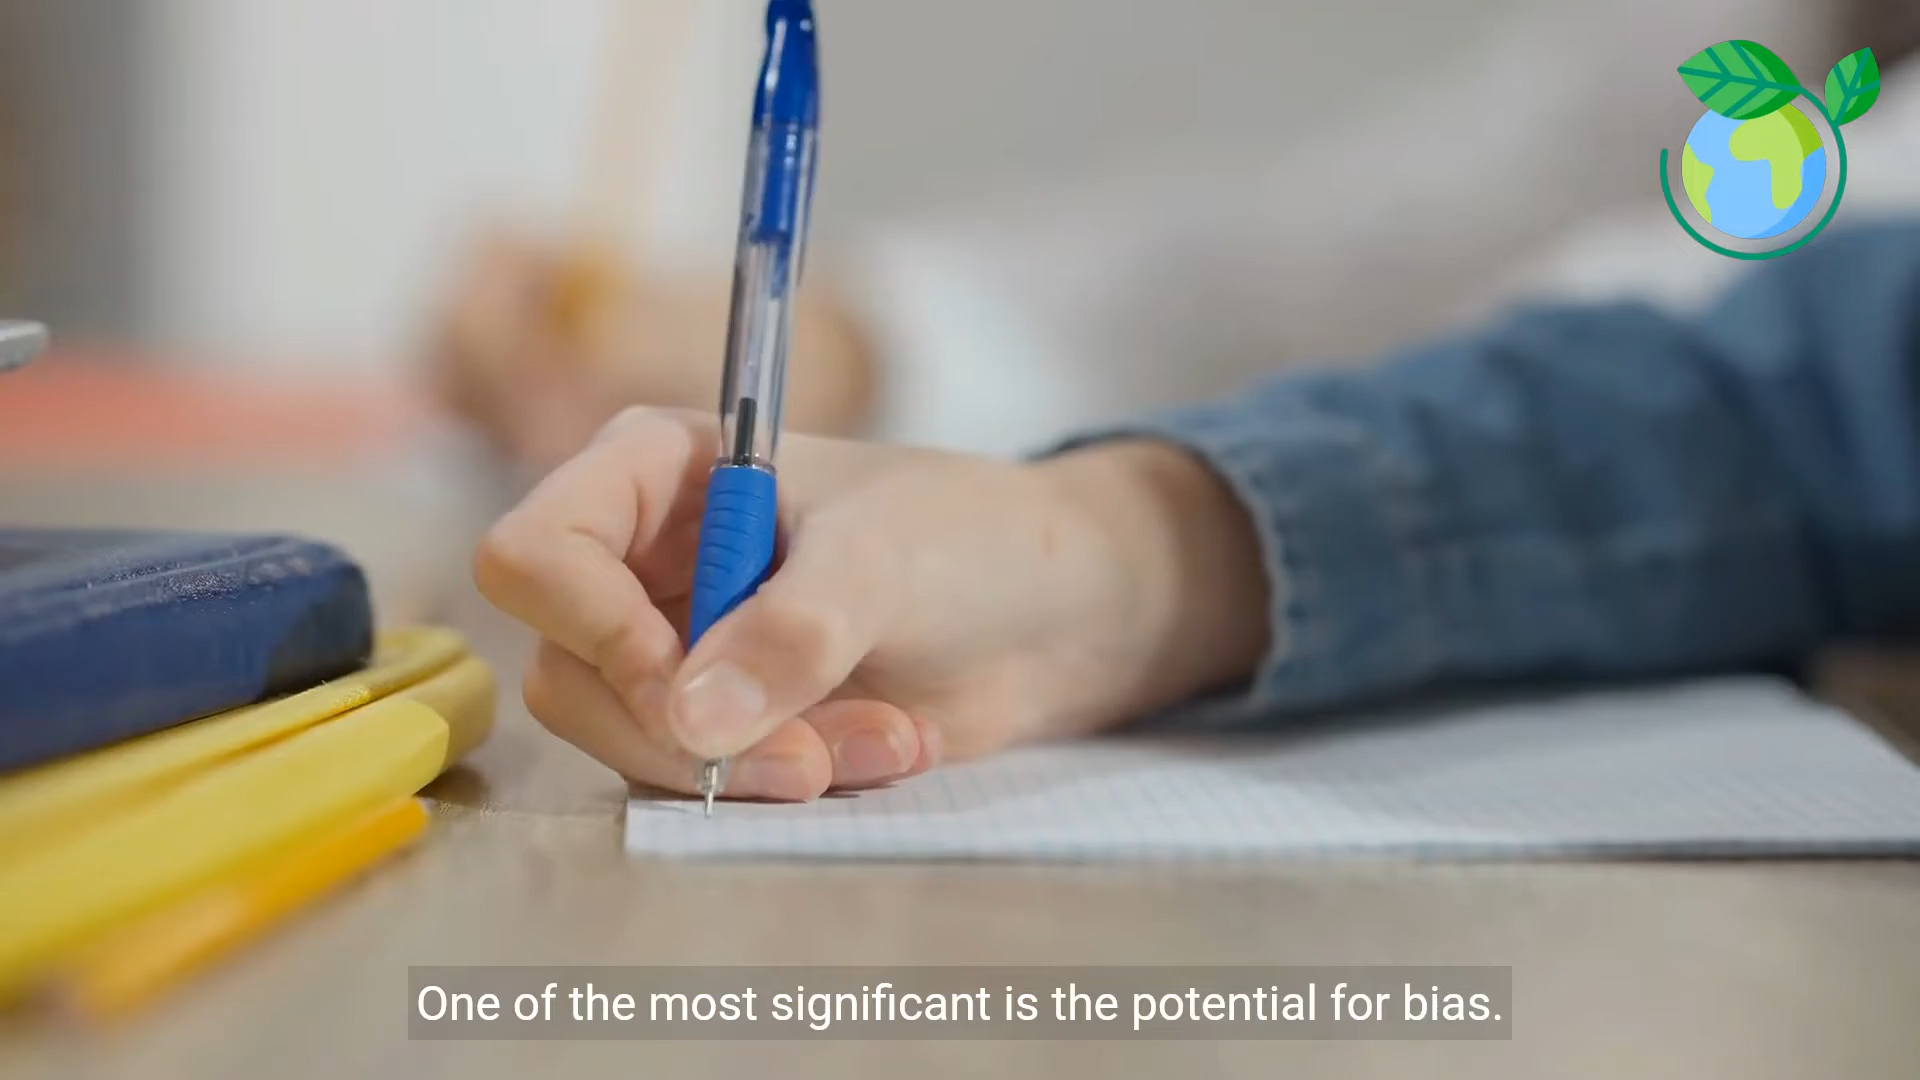 One of the most significant is the potential for bias.